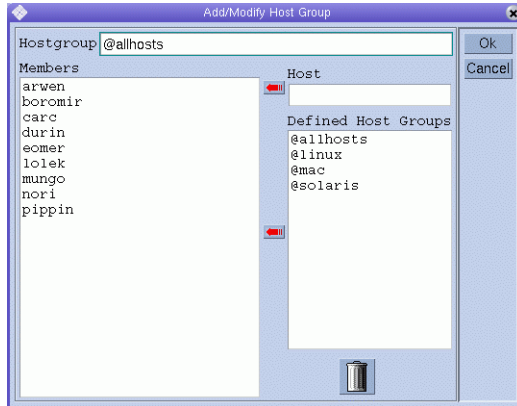 Add/Modify Host Group
Hostgroup @allhosts
Ok
Cancel
Members
arwen
boromir
carc
durin
eomer
lolek
mungo
nori
pippin
Host
Defined Host Groups
@allhosts
@linux
@mac
@solaris